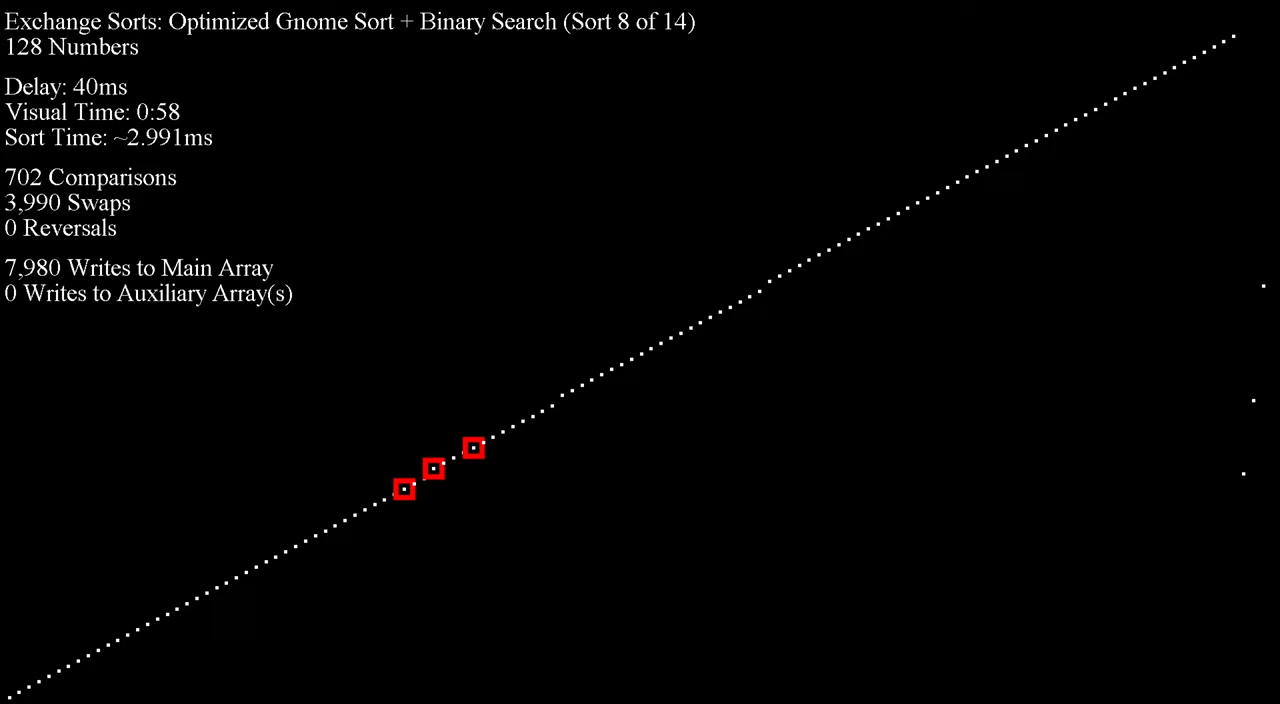 Exchange Sorts: Optimized Gnome Sort + Binary Search (Sort 8 of 14)
128 Numbers
Delay: 40ms
Visual Time: 0:58
Sort Time: ~2.991ms
702 Comparisons
3,990 Swaps
0 Reversals
7,980 Writes to Main Array
0 Writes to Auxiliary Array(s)